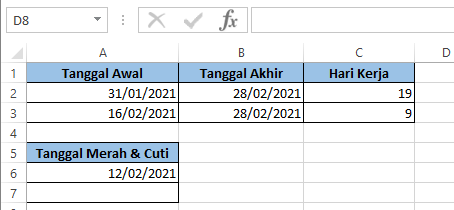 D8
fx
A B C D
1 Tanggal Awal Tanggal Akhir Hari Kerja
2 31/01/2021 28/02/2021 19
3 16/02/2021 28/02/2021 9
4
5 Tanggal Merah & Cuti
6 12/02/2021
7